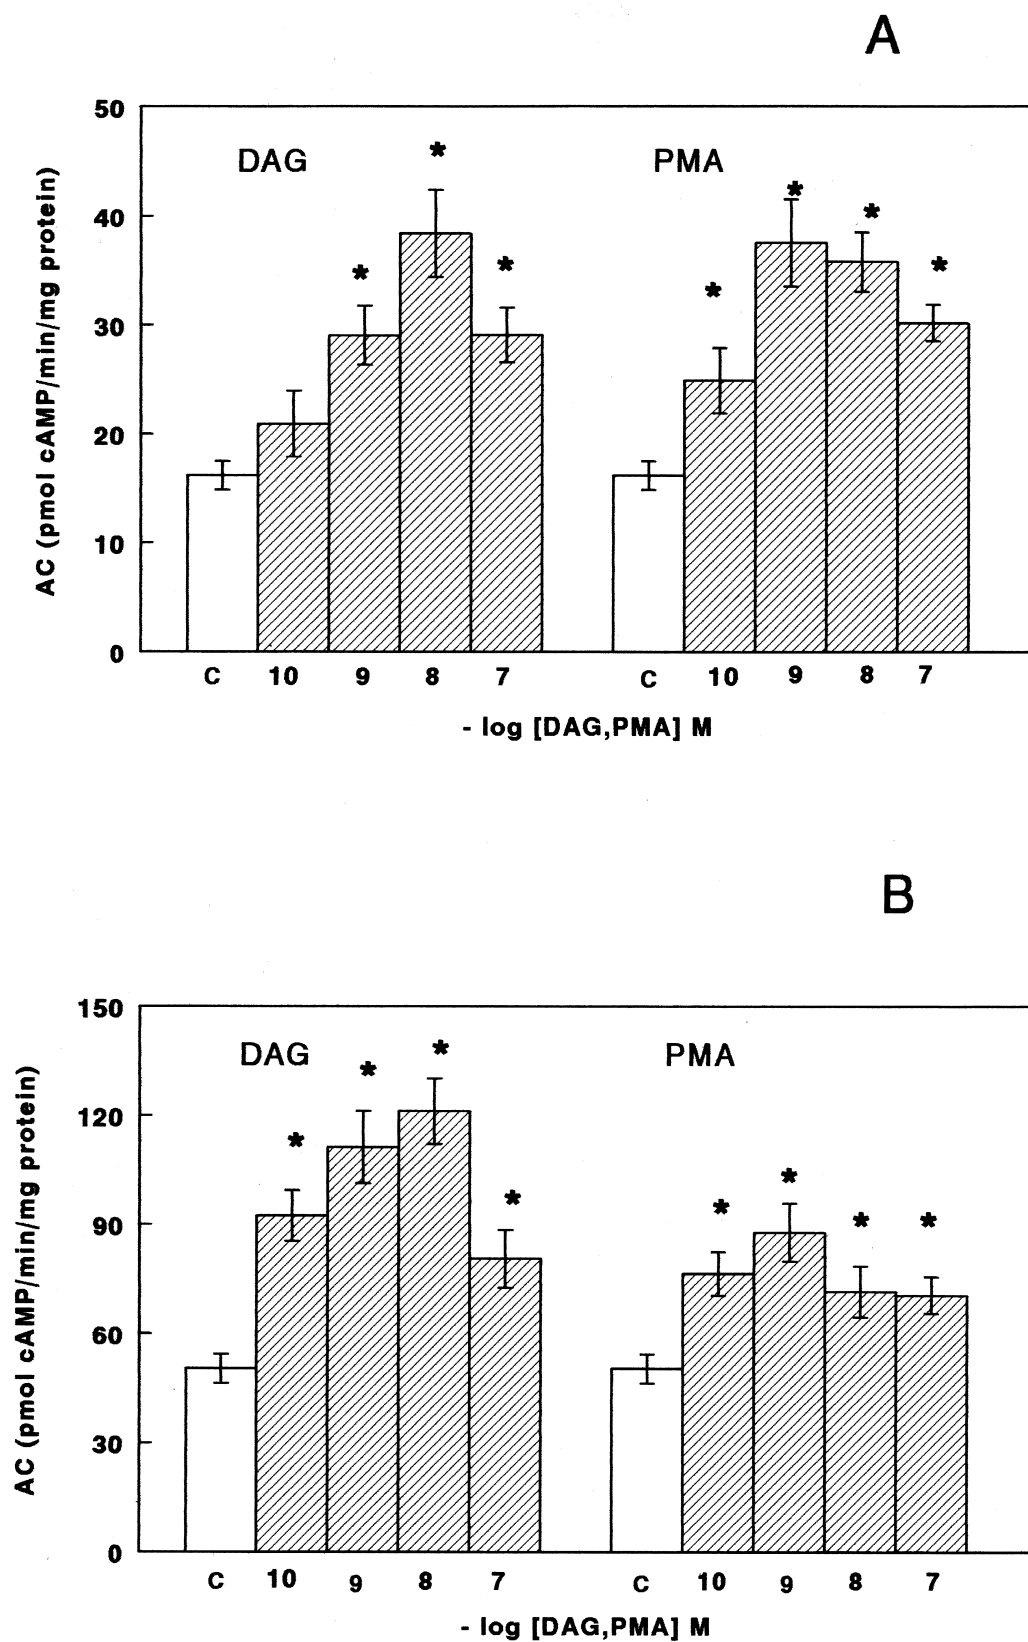 A
50
40
30
20
10
0
AC (pmol cAMP/min/mg protein)
DAG
PMA
*
*
*
*
*
*
*
C 10 9 8 7 C 10 9 8 7
- log [DAG,PMA] M
B
150
120
90
60
30
0
AC (pmol cAMP/min/mg protein)
DAG
PMA
*
*
*
*
*
*
*
*
C 10 9 8 7 C 10 9 8 7
- log [DAG,PMA] M